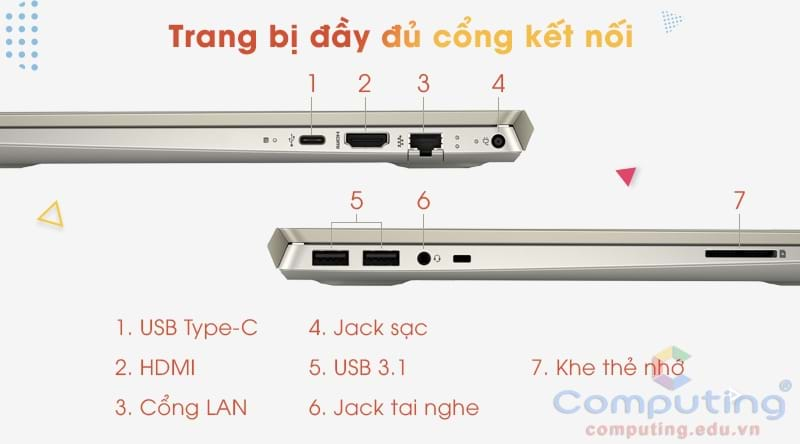 Trang bị đầy đủ cổng kết nối
1 2 3 4
HDMI
5 6 7
1. USB Type-C 4. Jack sạc
2. HDMI 5. USB 3.1 7. Khe thẻ nhớ
3. Cổng LAN 6. Jack tai nghe
Computing
computing.edu.vn